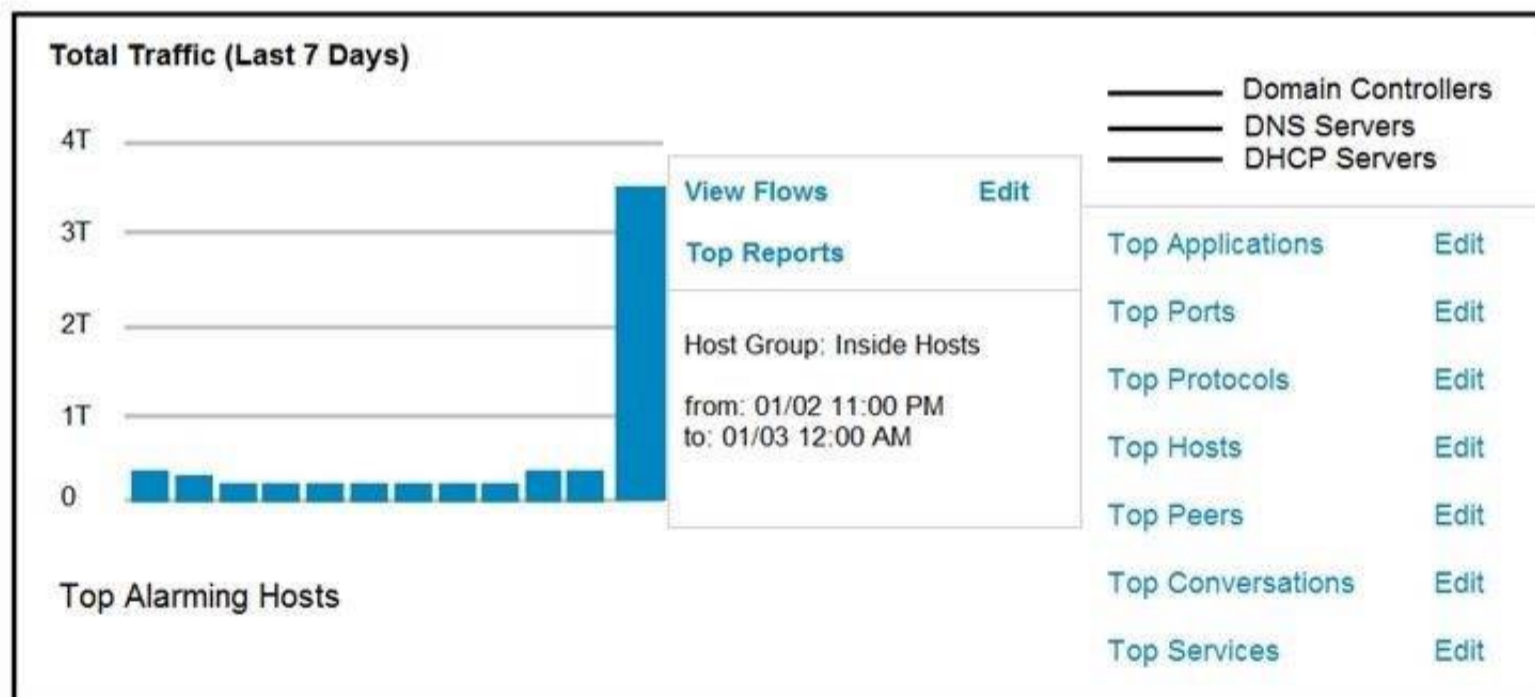 Total Traffic (Last 7 Days)
4T
3T
2T
1T
0
View Flows Edit
Top Reports
Host Group: Inside Hosts
from: 01/02 11:00 PM
to: 01/03 12:00 AM
Domain Controllers
DNS Servers
DHCP Servers
Top Applications Edit
Top Ports Edit
Top Protocols Edit
Top Hosts Edit
Top Peers Edit
Top Conversations Edit
Top Services Edit
Top Alarming Hosts